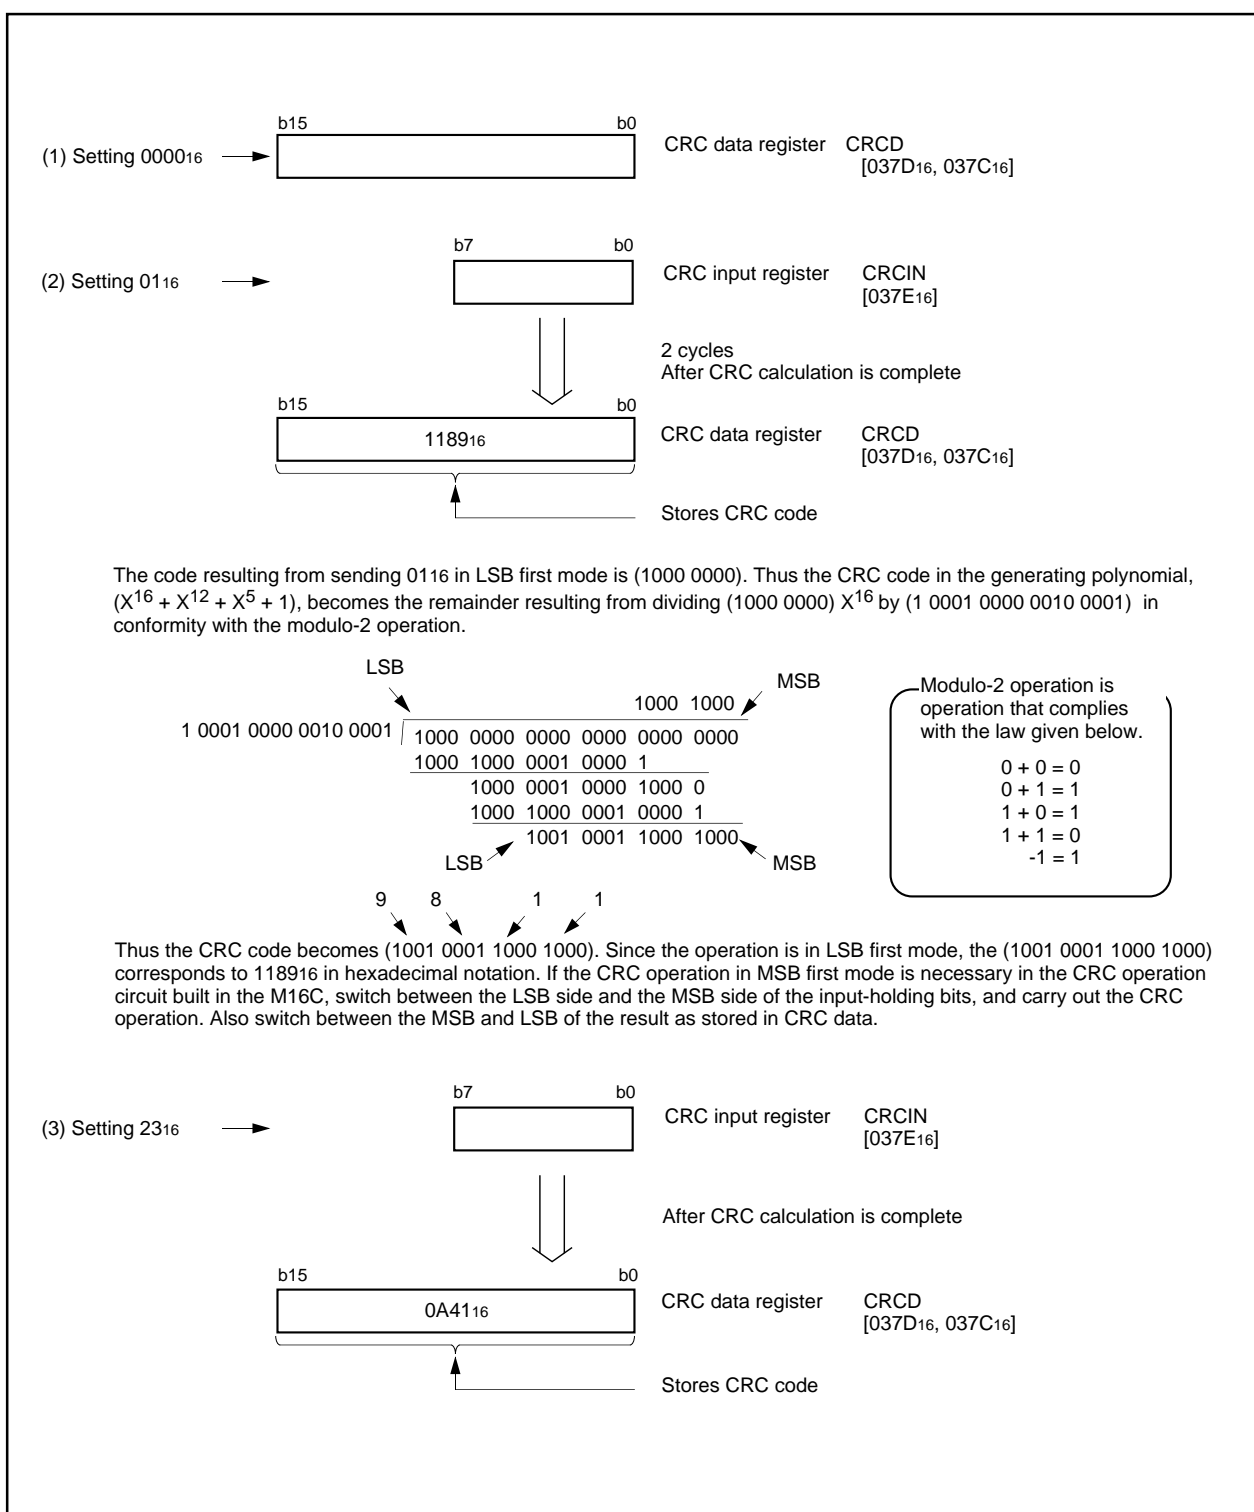 b15 b0
(1) Setting 0000₁₆ CRC data register CRCD
[037D₁₆, 037C₁₆]
b7 b0
(2) Setting 01₁₆ CRC input register CRCIN
[037E₁₆]
2 cycles
After CRC calculation is complete
b15 b0
1189₁₆ CRC data register CRCD
[037D₁₆, 037C₁₆]
Stores CRC code
The code resulting from sending 01₁₆ in LSB first mode is (1000 0000). Thus the CRC code in the generating polynomial,
(X¹⁶ + X¹² + X⁵ + 1), becomes the remainder resulting from dividing (1000 0000) X¹⁶ by (1 0001 0000 0010 0001) in
conformity with the modulo-2 operation.
LSB MSB
1000 1000
1 0001 0000 0010 0001 1000 0000 0000 0000 0000 0000
1000 1000 0001 0000 1
1000 0001 0000 1000 0
1000 1000 0001 0000 1
1001 0001 1000 1000
LSB MSB
Modulo-2 operation is
operation that complies
with the law given below.
0 + 0 = 0
0 + 1 = 1
1 + 0 = 1
1 + 1 = 0
-1 = 1
9 8 1 1
Thus the CRC code becomes (1001 0001 1000 1000). Since the operation is in LSB first mode, the (1001 0001 1000 1000)
corresponds to 1189₁₆ in hexadecimal notation. If the CRC operation in MSB first mode is necessary in the CRC operation
circuit built in the M16C, switch between the LSB side and the MSB side of the input-holding bits, and carry out the CRC
operation. Also switch between the MSB and LSB of the result as stored in CRC data.
b7 b0
(3) Setting 23₁₆ CRC input register CRCIN
[037E₁₆]
After CRC calculation is complete
b15 b0
0A41₁₆ CRC data register CRCD
[037D₁₆, 037C₁₆]
Stores CRC code